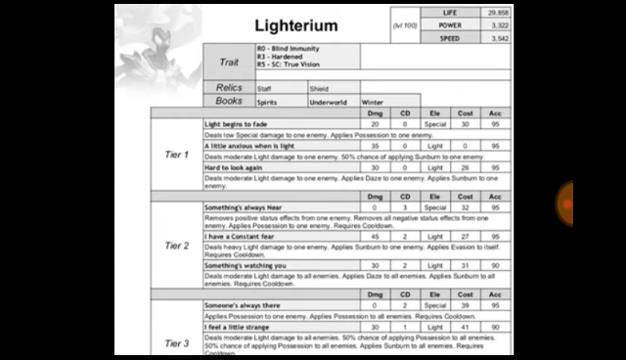 Lighterium
(lvl 100)
LIFE 29,858
POWER 3,322
SPEED 3,542
Trait
R0 - Blind Immunity
R3 - Hardened
R5 - SC: True Vision
Relics Staff Shield
Books Spirits Underworld Winter
Dmg CD Ele Cost Acc
Tier 1
Light begins to fade 20 0 Special 30 95
Deals low Special damage to one enemy. Applies Possession to one enemy.
A little anxious when is light 35 0 Light 0 95
Deals moderate Light damage to one enemy. 50% chance of applying Sunburn to one enemy.
Hard to look again 30 0 Light 26 95
Deals moderate Light damage to one enemy. Applies Daze to one enemy. Applies Sunburn to one
enemy.
Dmg CD Ele Cost Acc
Tier 2
Something's always Near 0 3 Special 32 95
Removes positive status effects from one enemy. Removes all negative status effects from one
enemy. Applies Possession to one enemy. Requires Cooldown.
I have a Constant fear 45 2 Light 27 95
Deals heavy Light damage to one enemy. Applies Sunburn to one enemy. Applies Evasion to itself.
Requires Cooldown.
Something's watching you 30 2 Light 31 90
Deals moderate Light damage to all enemies. Applies Daze to all enemies. Applies Sunburn to all
enemies. Requires Cooldown.
Dmg CD Ele Cost Acc
Tier 3
Someone's always there 0 2 Special 39 95
Applies Possession to one enemy. Applies Possession to all enemies. Requires Cooldown.
I feel a little strange 30 1 Light 41 90
Deals moderate Light damage to all enemies. 50% chance of applying Possession to all enemies.
50% chance of applying Possession to all enemies. Applies Sunburn to all enemies. Requires
Cooldown.